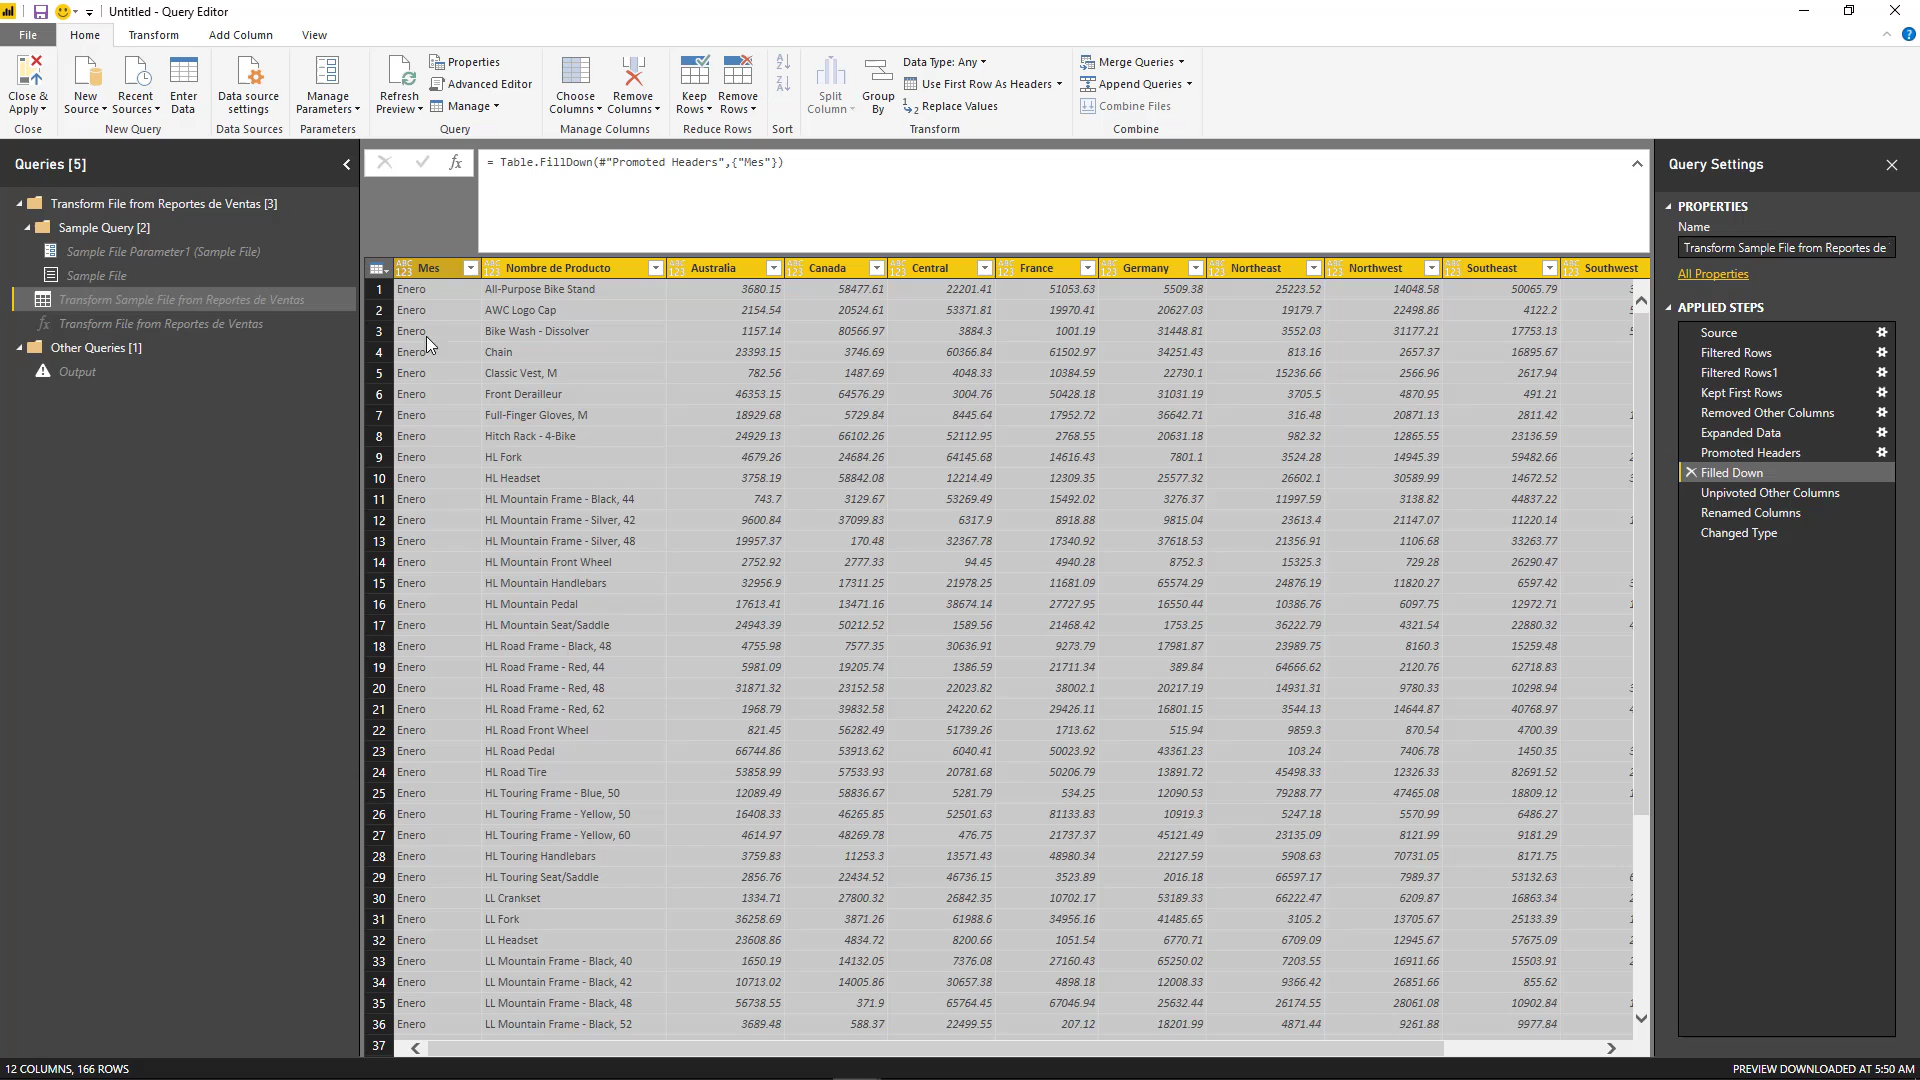 Untitled - Query Editor
File Home Transform Add Column View
Close & Apply New Source Recent Sources Enter Data Data source settings Manage Parameters Refresh Preview Properties Advanced Editor Manage Choose Columns Remove Columns Keep Rows Remove Rows Split Column Group By Data Type: Any Use First Row As Headers Replace Values Merge Queries Append Queries Combine Files
Close New Query Data Sources Parameters Query Manage Columns Reduce Rows Sort Transform Combine
Queries [5]
Transform File from Reportes de Ventas [3]
Sample Query [2]
Sample File Parameter1 (Sample File)
Sample File
Transform Sample File from Reportes de Ventas
fx Transform File from Reportes de Ventas
Other Queries [1]
Output
fx = Table.FillDown(#"Promoted Headers",{"Mes"})
Mes Nombre de Producto Australia Canada Central France Germany Northeast Northwest Southeast Southwest
1 Enero All-Purpose Bike Stand 3680.15 58477.61 22201.41 51053.63 5509.38 25223.52 14048.58 50065.79
2 Enero AWC Logo Cap 2154.54 20524.61 53371.81 19970.41 20627.03 19179.7 22498.86 4122.2
3 Enero Bike Wash - Dissolver 1157.14 80566.97 3884.3 1001.19 31448.81 3552.03 31177.21 17753.13
4 Enero Chain 23393.15 3746.69 60366.84 61502.97 34251.43 813.16 2657.37 16895.67
5 Enero Classic Vest, M 782.56 1487.69 4048.33 10384.59 22730.1 15236.66 2566.96 2617.94
6 Enero Front Derailleur 46353.15 64576.29 3004.76 50428.18 31031.19 3705.5 4870.95 491.21
7 Enero Full-Finger Gloves, M 18929.68 5729.84 8445.64 17952.72 36642.71 316.48 20871.13 2811.42
8 Enero Hitch Rack - 4-Bike 24929.13 66102.26 52112.95 2768.55 20631.18 982.32 12865.55 23136.59
9 Enero HL Fork 4679.26 24684.26 64145.68 14616.43 7801.1 3524.28 14945.39 59482.66
10 Enero HL Headset 3758.19 58842.08 12214.49 12309.35 25577.32 26602.1 30589.99 14672.52
11 Enero HL Mountain Frame - Black, 44 743.7 3129.67 53269.49 15492.02 3276.37 11997.59 3138.82 44837.22
12 Enero HL Mountain Frame - Silver, 42 9600.84 37099.83 6317.9 8918.88 9815.04 23613.4 21147.07 11220.14
13 Enero HL Mountain Frame - Silver, 48 19957.37 170.48 32367.78 17340.92 37618.53 21356.91 1106.68 33263.77
14 Enero HL Mountain Front Wheel 2752.92 2777.33 94.45 4940.28 8752.3 15325.3 729.28 26290.47
15 Enero HL Mountain Handlebars 32956.9 17311.25 21978.25 11681.09 65574.29 24876.19 11820.27 6597.42
16 Enero HL Mountain Pedal 17613.41 13471.16 38674.14 27727.95 16550.44 10386.76 6097.75 12972.71
17 Enero HL Mountain Seat/Saddle 24943.39 50212.52 1589.56 21468.42 1753.25 36222.79 4321.54 22880.32
18 Enero HL Road Frame - Black, 48 4755.98 7577.35 30636.91 9273.79 17981.87 23989.75 8160.3 15259.48
19 Enero HL Road Frame - Red, 44 5981.09 19205.74 1386.59 21711.34 389.84 64666.62 2120.76 62718.83
20 Enero HL Road Frame - Red, 48 31871.32 23152.58 22023.82 38002.1 20217.19 14931.31 9780.33 10298.94
21 Enero HL Road Frame - Red, 62 1968.79 39832.58 24220.62 29426.11 16801.15 3544.13 14644.87 40768.97
22 Enero HL Road Front Wheel 821.45 56282.49 51739.26 1713.62 515.94 9859.3 870.54 4700.39
23 Enero HL Road Pedal 66744.86 53913.62 6040.41 50023.92 43361.23 103.24 7406.78 1450.35
24 Enero HL Road Tire 53858.99 57533.93 20781.68 50206.79 13891.72 45498.33 12326.33 82691.52
25 Enero HL Touring Frame - Blue, 50 12089.49 58836.67 5281.79 534.25 12090.53 79288.77 47465.08 18809.12
26 Enero HL Touring Frame - Yellow, 50 16408.33 46265.85 52501.63 81133.83 10919.3 5247.18 5570.99 6486.27
27 Enero HL Touring Frame - Yellow, 60 4614.97 48269.78 476.75 21737.37 45121.49 23135.09 8121.99 9181.29
28 Enero HL Touring Handlebars 3759.83 11253.3 13571.43 48980.34 22127.59 5908.63 70731.05 8171.75
29 Enero HL Touring Seat/Saddle 2856.76 22434.52 46736.15 3523.89 2016.18 66597.17 7989.37 53132.63
30 Enero LL Crankset 1334.71 27800.32 26842.35 10702.17 53189.33 66222.47 6209.87 16863.34
31 Enero LL Fork 36258.69 3871.26 61988.6 34956.16 41485.65 3105.2 13705.67 25133.39
32 Enero LL Headset 23608.86 4834.72 8200.66 1051.54 6770.71 6709.09 12945.67 57675.09
33 Enero LL Mountain Frame - Black, 40 1650.19 14132.05 7376.08 27160.43 65250.02 7203.55 16911.66 15503.91
34 Enero LL Mountain Frame - Black, 42 10713.02 14005.86 30657.38 4898.18 12008.33 9366.42 26851.66 855.62
35 Enero LL Mountain Frame - Black, 48 56738.55 371.9 65764.45 67046.94 25632.44 26174.55 28061.08 10902.84
36 Enero LL Mountain Frame - Black, 52 3689.48 588.37 22499.55 207.12 18201.99 4871.44 9261.88 9977.84
37
Query Settings
PROPERTIES
Name
Transform Sample File from Reportes de
All Properties
APPLIED STEPS
Source
Filtered Rows
Filtered Rows1
Kept First Rows
Removed Other Columns
Expanded Data
Promoted Headers
Filled Down
Unpivoted Other Columns
Renamed Columns
Changed Type
12 COLUMNS, 166 ROWS
PREVIEW DOWNLOADED AT 5:50 AM